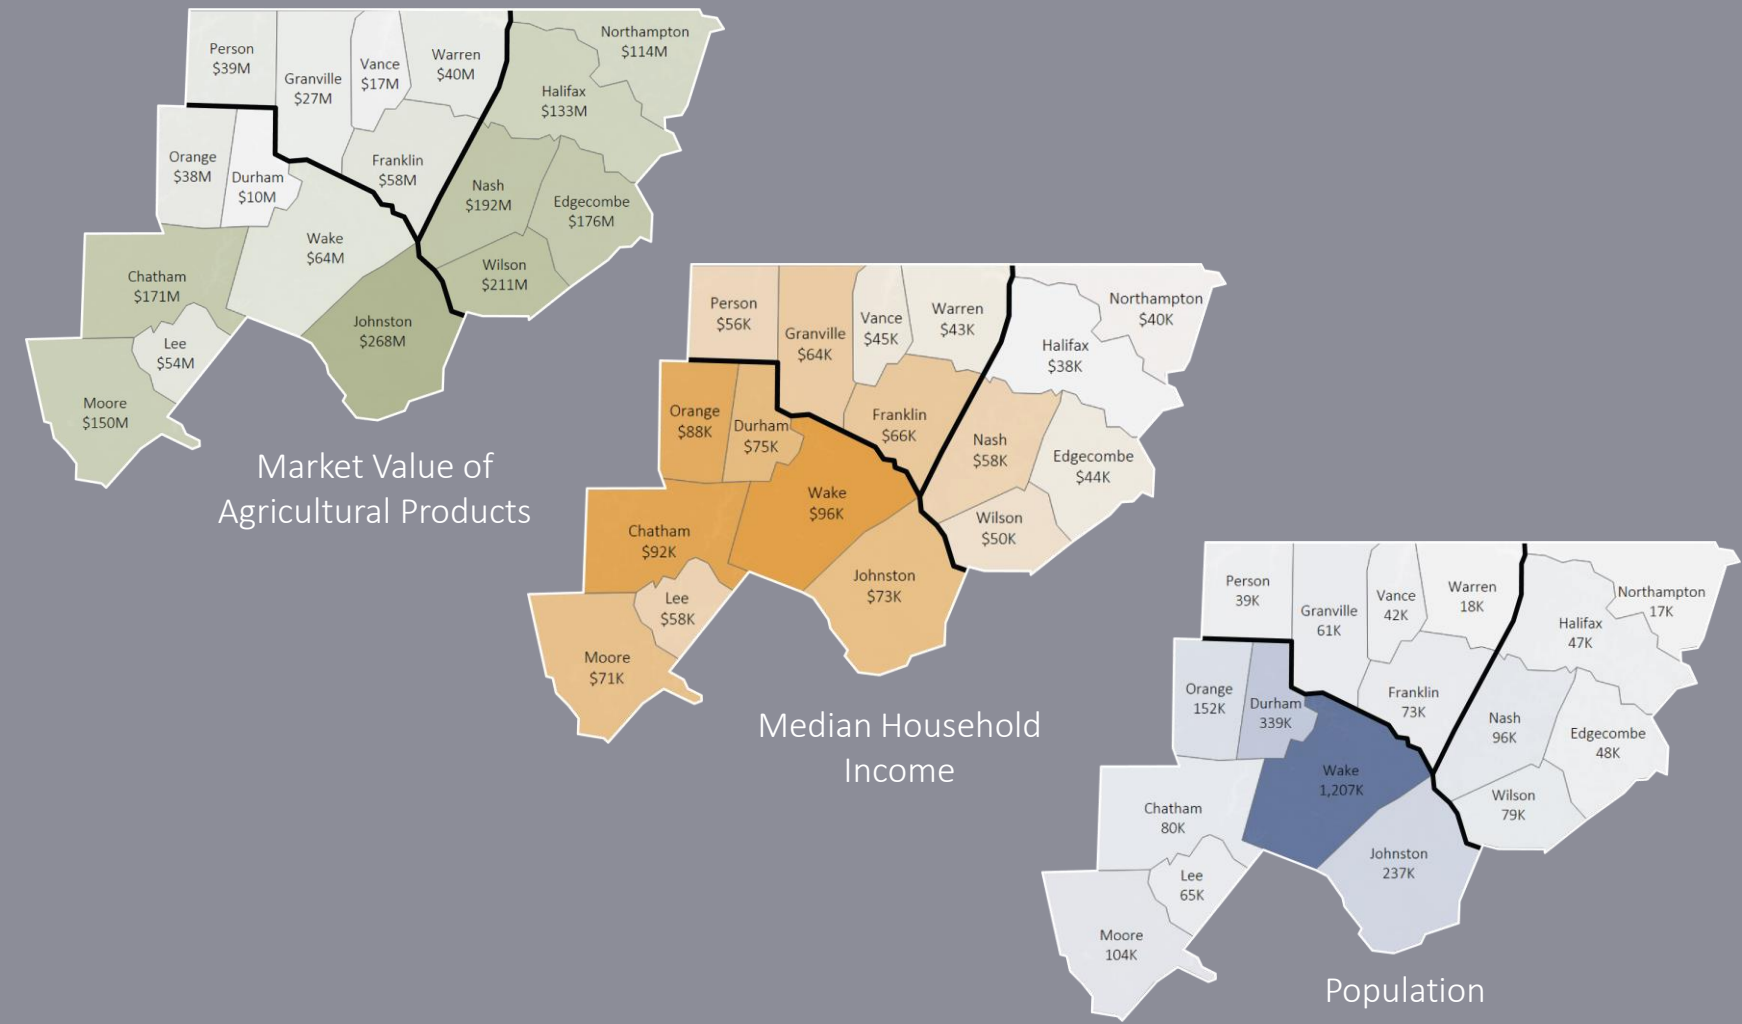 Person
$39M
Granville
$27M
Vance
$17M
Warren
$40M
Northampton
$114M
Halifax
$133M
Orange
$38M
Durham
$10M
Franklin
$58M
Nash
$192M
Edgecombe
$176M
Wake
$64M
Wilson
$211M
Chatham
$171M
Johnston
$268M
Lee
$54M
Moore
$150M
Market Value of
Agricultural Products
Person
$56K
Granville
$64K
Vance
$45K
Warren
$43K
Northampton
$40K
Halifax
$38K
Orange
$88K
Durham
$75K
Franklin
$66K
Nash
$58K
Edgecombe
$44K
Wake
$96K
Wilson
$50K
Chatham
$92K
Johnston
$73K
Lee
$58K
Moore
$71K
Median Household
Income
Person
39K
Granville
61K
Vance
42K
Warren
18K
Northampton
17K
Halifax
47K
Orange
152K
Durham
339K
Franklin
73K
Nash
96K
Edgecombe
48K
Wake
1,207K
Wilson
79K
Chatham
80K
Johnston
237K
Lee
65K
Moore
104K
Population